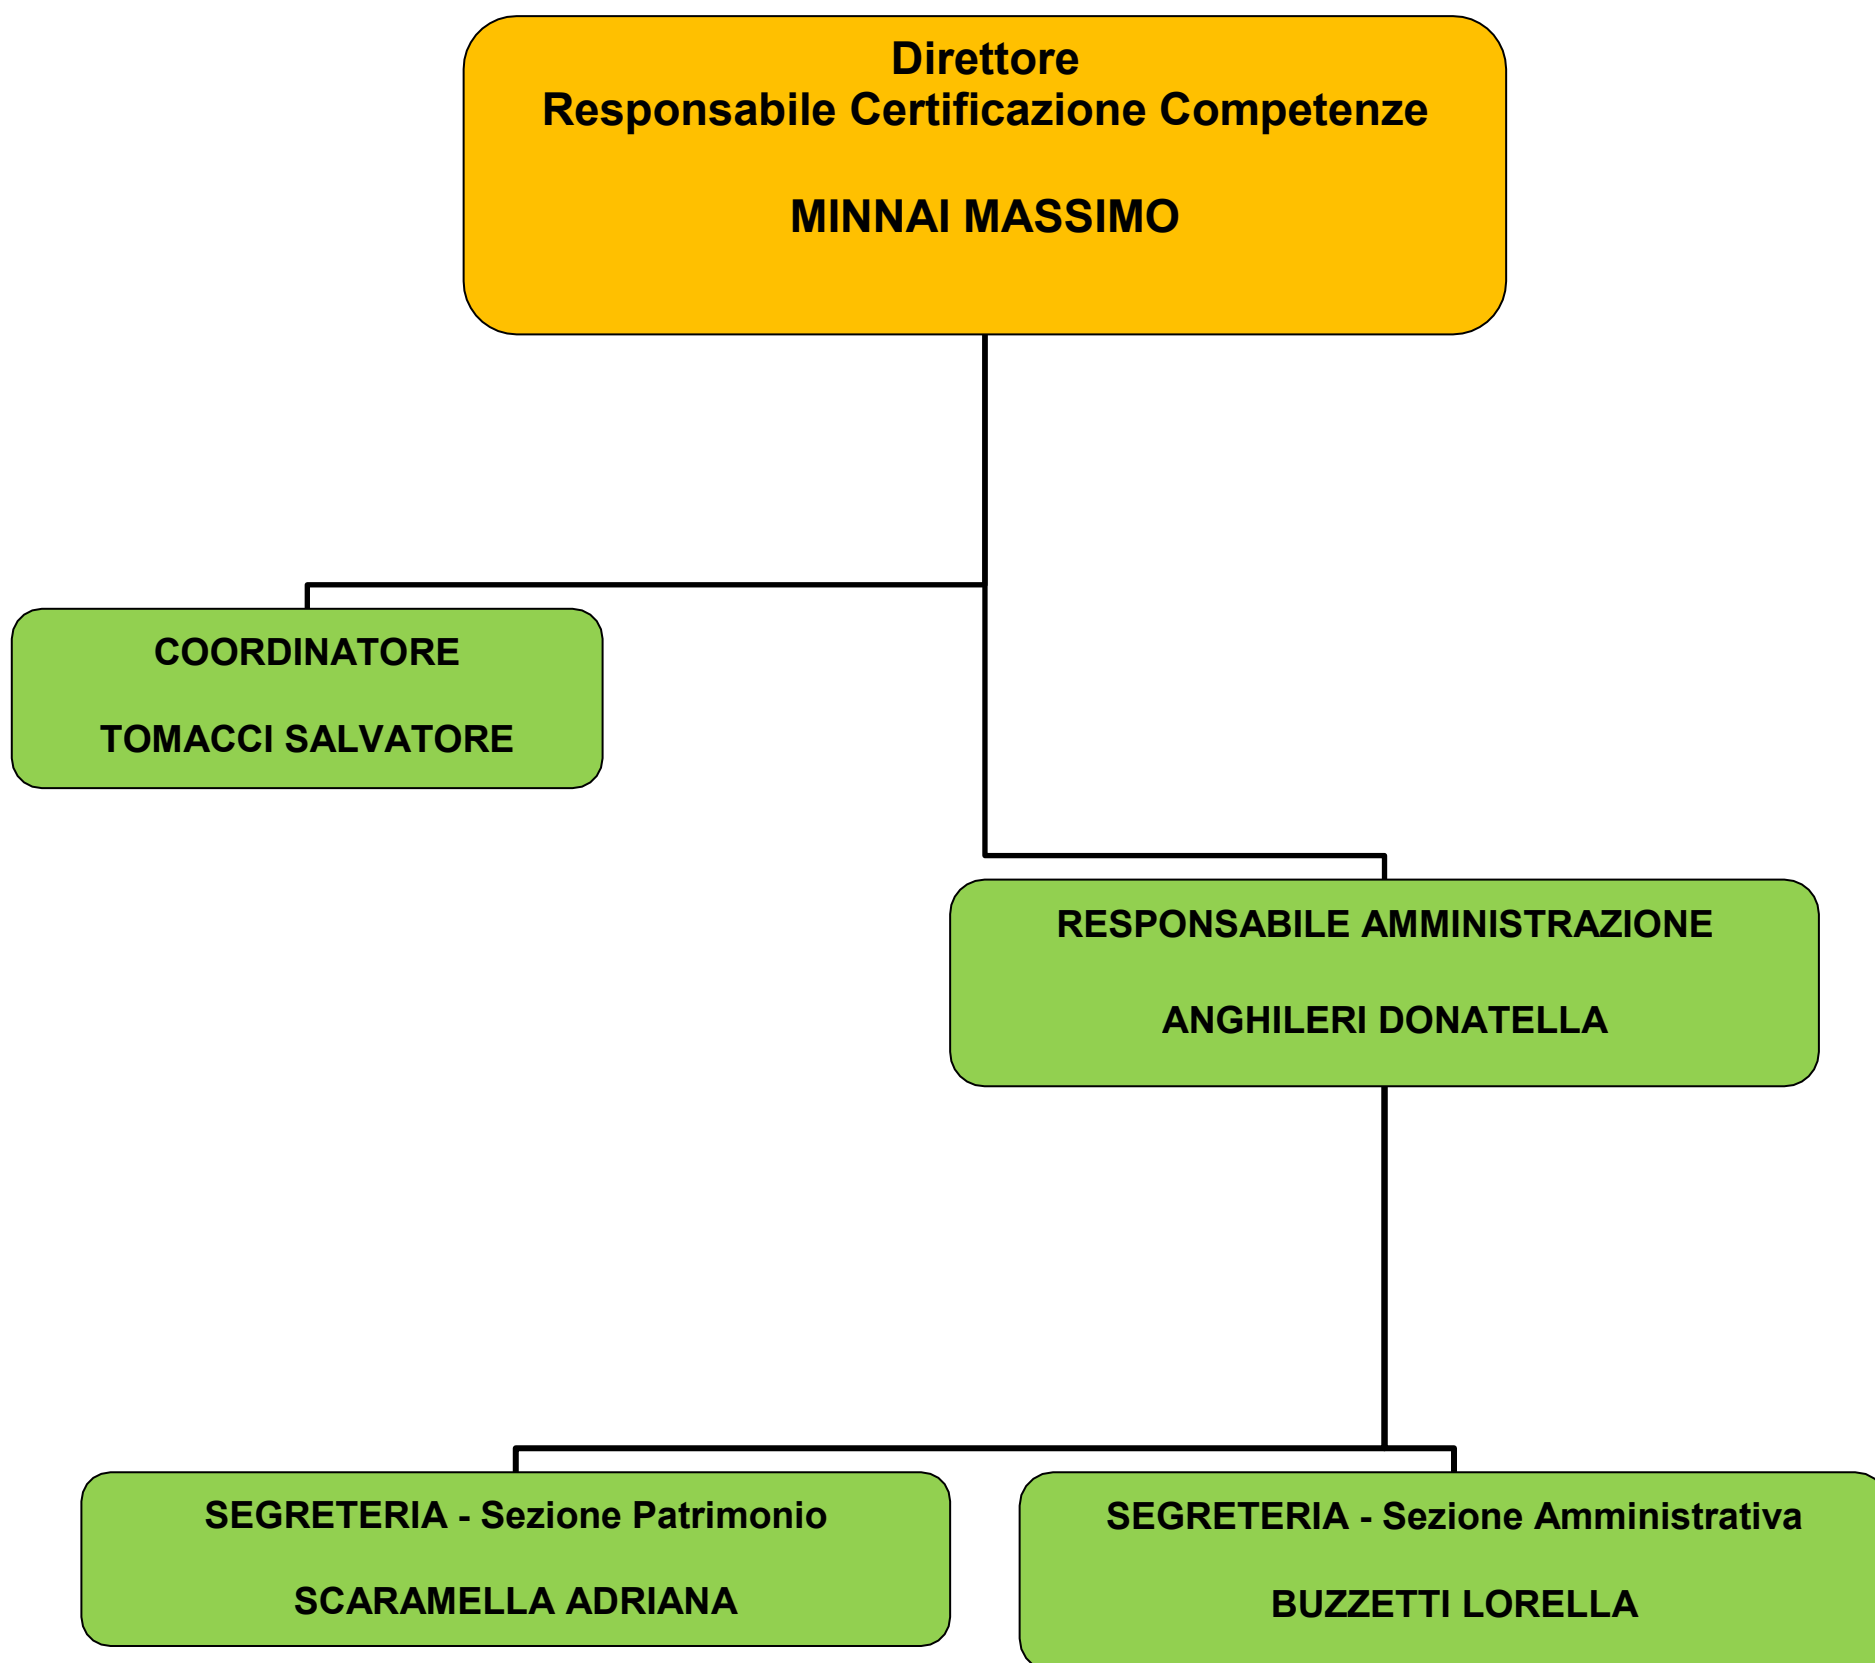 Direttore
Responsabile Certificazione Competenze
MINNAI MASSIMO
COORDINATORE
TOMACCI SALVATORE
RESPONSABILE AMMINISTRAZIONE
ANGHILERI DONATELLA
SEGRETERIA - Sezione Patrimonio
SCARAMELLA ADRIANA
SEGRETERIA - Sezione Amministrativa
BUZZETTI LORELLA